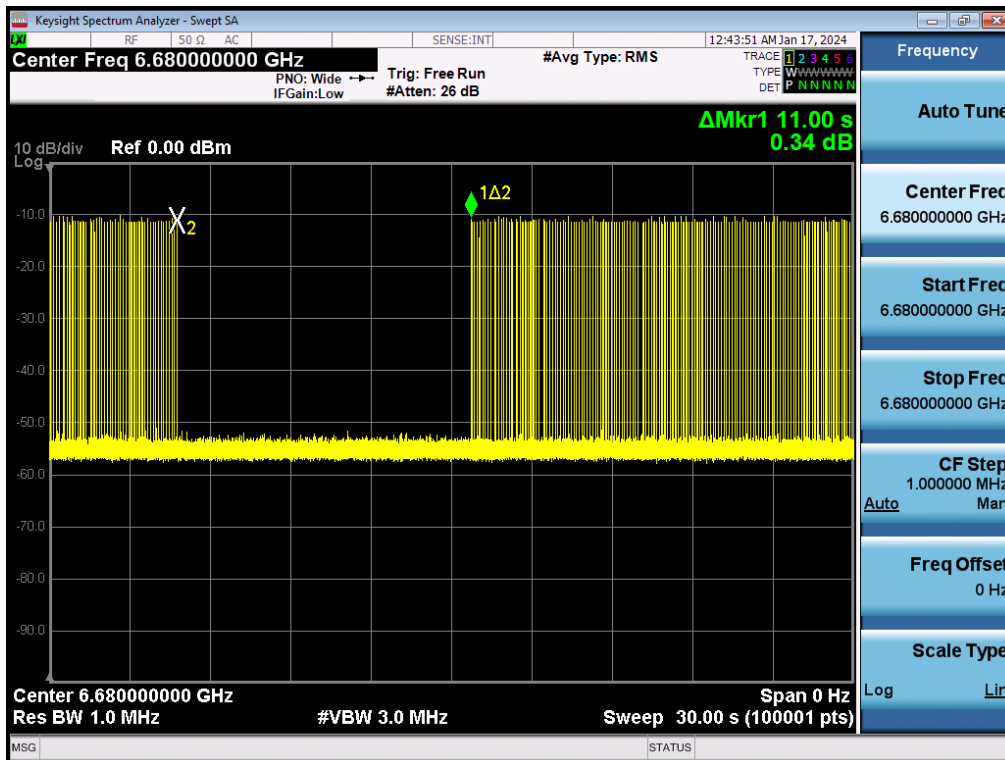 Keysight Spectrum Analyzer - Swept SA
LXI
RF 50 Ω AC SENSE:INT 12:43:51 AM Jan 17, 2024
Center Freq 6.680000000 GHz
#Avg Type: RMS
TRACE 1 2 3 4 5 6
PNO: Wide
Trig: Free Run
TYPE WWWWWW
IFGain:Low
#Atten: 26 dB
DET P N N N N N
ΔMkr1 11.00 s
0.34 dB
10 dB/div Ref 0.00 dBm
Log
1Δ2
X2
-10.0
-20.0
-30.0
-40.0
-50.0
-60.0
-70.0
-80.0
-90.0
Center 6.680000000 GHz Span 0 Hz
Res BW 1.0 MHz #VBW 3.0 MHz Sweep 30.00 s (100001 pts)
MSG STATUS
Frequency
Auto Tune
Center Freq
6.680000000 GHz
Start Freq
6.680000000 GHz
Stop Freq
6.680000000 GHz
CF Step
1.000000 MHz
Auto Man
Freq Offset
0 Hz
Scale Type
Log Lin